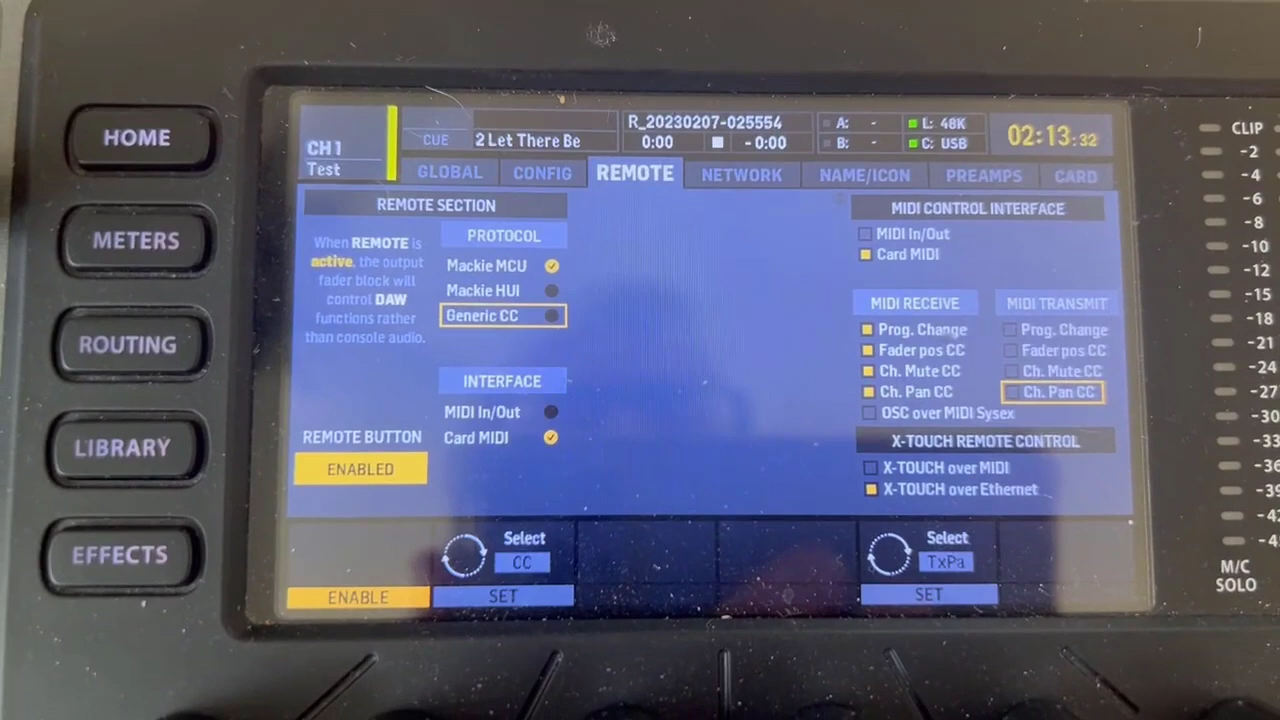 HOME
METERS
ROUTING
LIBRARY
EFFECTS
CH1
Test
CUE
2 Let There Be
R_20230207-025554
0:00
- 0:00
A: -
B: -
L: 48K
C: USB
02:13:32
GLOBAL CONFIG REMOTE NETWORK NAME/ICON PREAMPS CARD
REMOTE SECTION
When REMOTE is
active, the output
fader block will
control DAW
functions rather
than console audio.
PROTOCOL
Mackie MCU
Mackie HUI
Generic CC
INTERFACE
MIDI In/Out
Card MIDI
REMOTE BUTTON
ENABLED
MIDI CONTROL INTERFACE
MIDI In/Out
Card MIDI
MIDI RECEIVE
Prog. Change
Fader pos CC
Ch. Mute CC
Ch. Pan CC
OSC over MIDI Sysex
MIDI TRANSMIT
Prog. Change
Fader pos CC
Ch. Mute CC
Ch. Pan CC
X-TOUCH REMOTE CONTROL
X-TOUCH over MIDI
X-TOUCH over Ethernet
ENABLE
Select
CC
SET
Select
TxPa
SET
CLIP
-2
-4
-6
-8
-10
-12
-15
-18
-21
-24
-27
-30
-33
M/C
SOLO